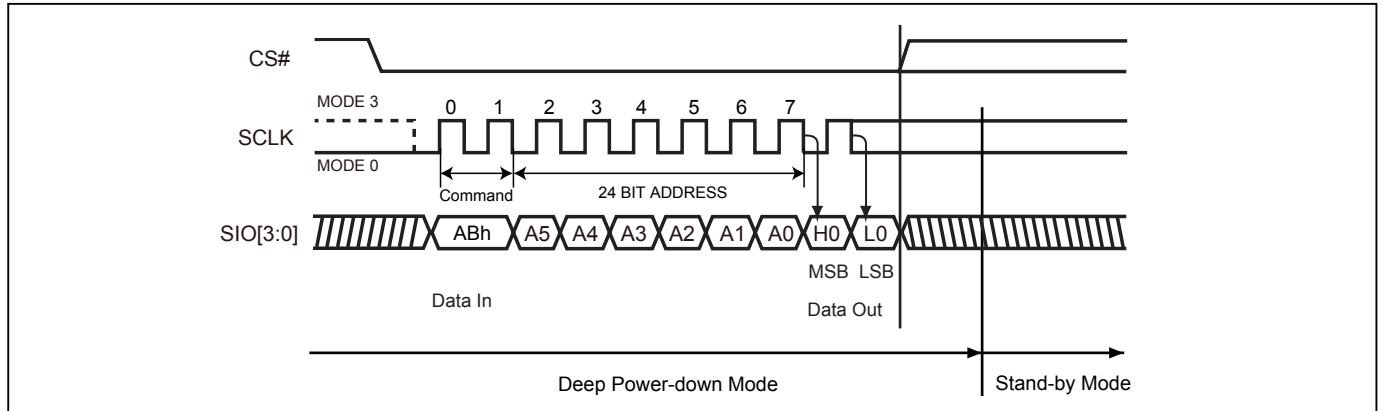 CS#
MODE 3
0 1 2 3 4 5 6 7
SCLK
MODE 0
Command
24 BIT ADDRESS
SIO[3:0]
ABh A5 A4 A3 A2 A1 A0 H0 L0
MSB LSB
Data In
Data Out
Deep Power-down Mode
Stand-by Mode